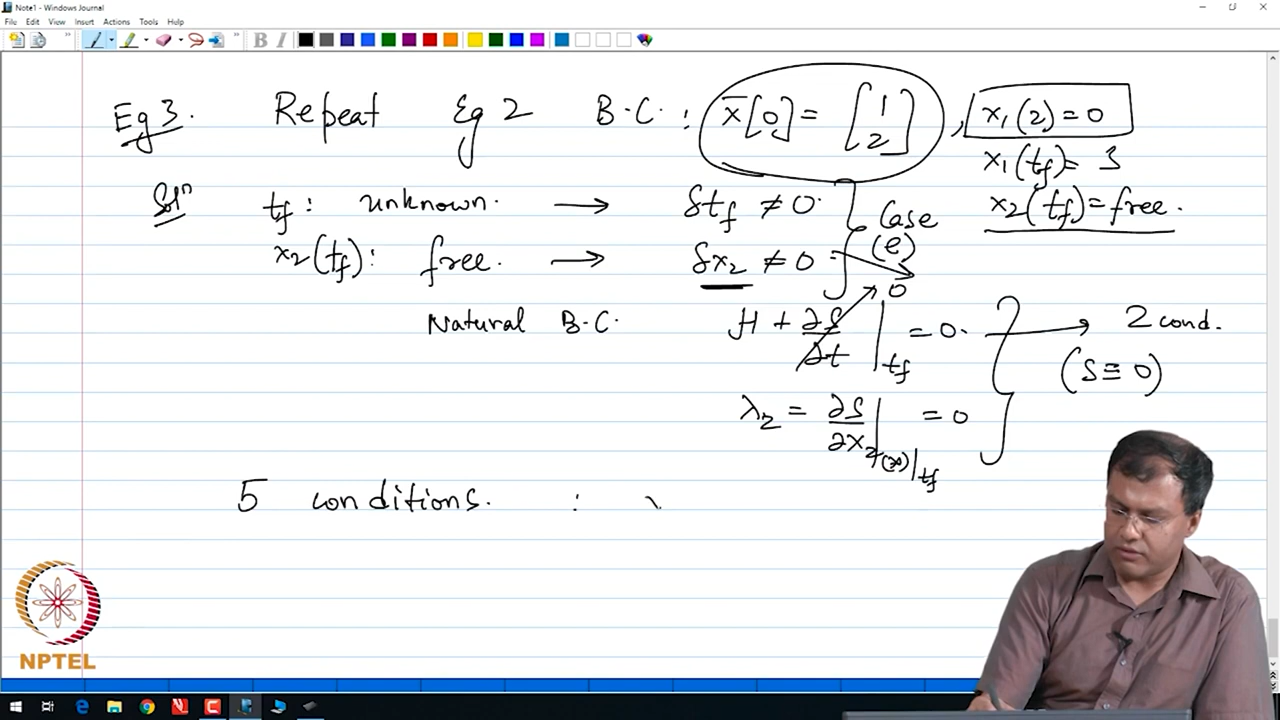 Note1 - Windows Journal
File Edit View Insert Actions Tools Help
B I
Eg 3. Repeat Eg 2 B.C : x̄[0] = [1 2], x₁(2) = 0
x₁(tf) = 3
Solⁿ tf : unknown. → δtf ≠ 0. x₂(tf) = free.
Case (e)
x₂(tf) : free. → δx₂ ≠ 0
0
Natural B.C. H + ∂S/∂t |tf = 0. → 2 cond.
(S ≡ 0)
λ₂ = ∂S/∂x₂ |(*)|tf = 0
5 conditions. :
NPTEL